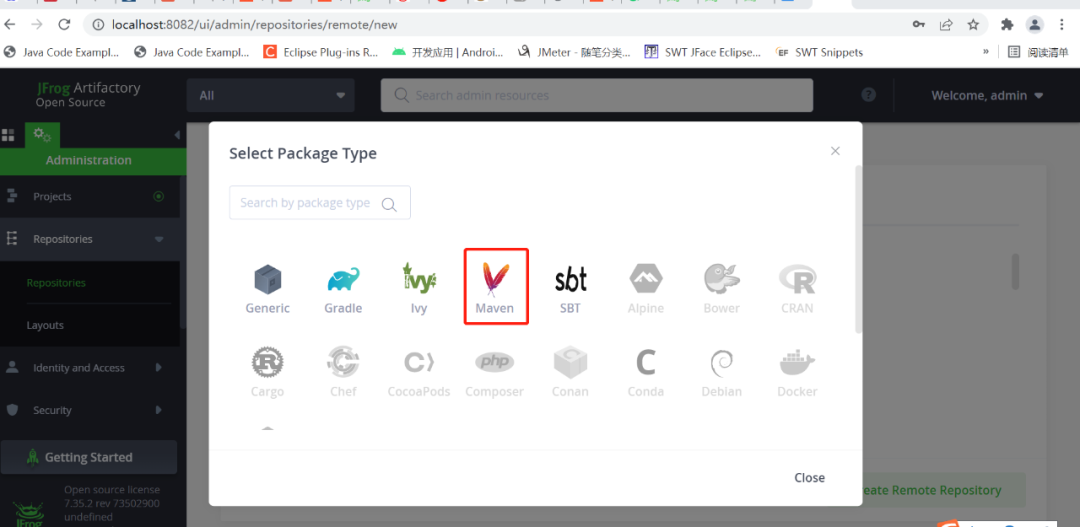 localhost:8082/ui/admin/repositories/remote/new
Java Code Exampl... Java Code Exampl... Eclipse Plug-ins R... 开发应用 | Androi... JMeter - 随笔分类... SWT JFace Eclipse... SWT Snippets » 阅读清单
JFrog Artifactory
Open Source
All
Search admin resources
Welcome, admin
Administration
Projects
Repositories
Repositories
Layouts
Identity and Access
Security
Getting Started
Open source license
7.35.2 rev 73502900
undefined
JFrog
Select Package Type
Search by package type
Generic Gradle Ivy Maven SBT Alpine Bower CRAN
Cargo Chef CocoaPods Composer Conan Conda Debian Docker
Close
eate Remote Repository